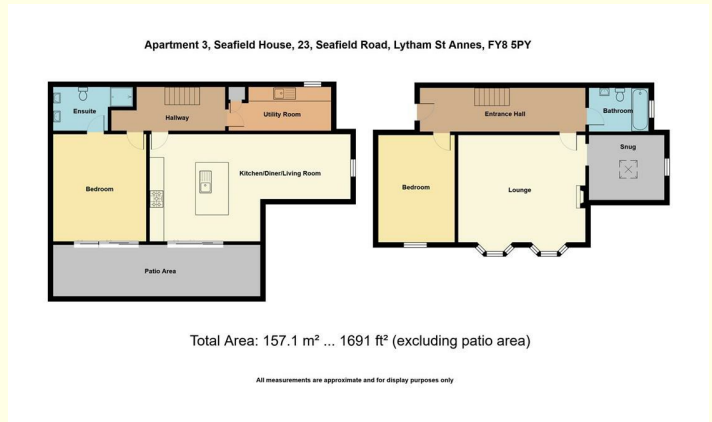 Apartment 3, Seafield House, 23, Seafield Road, Lytham St Annes, FY8 5PY
Ensuite
Hallway
Utility Room
Bedroom
Kitchen/Diner/Living Room
Patio Area
Entrance Hall
Bathroom
Snug
Bedroom
Lounge
Total Area: 157.1 m² ... 1691 ft² (excluding patio area)
All measurements are approximate and for display purposes only